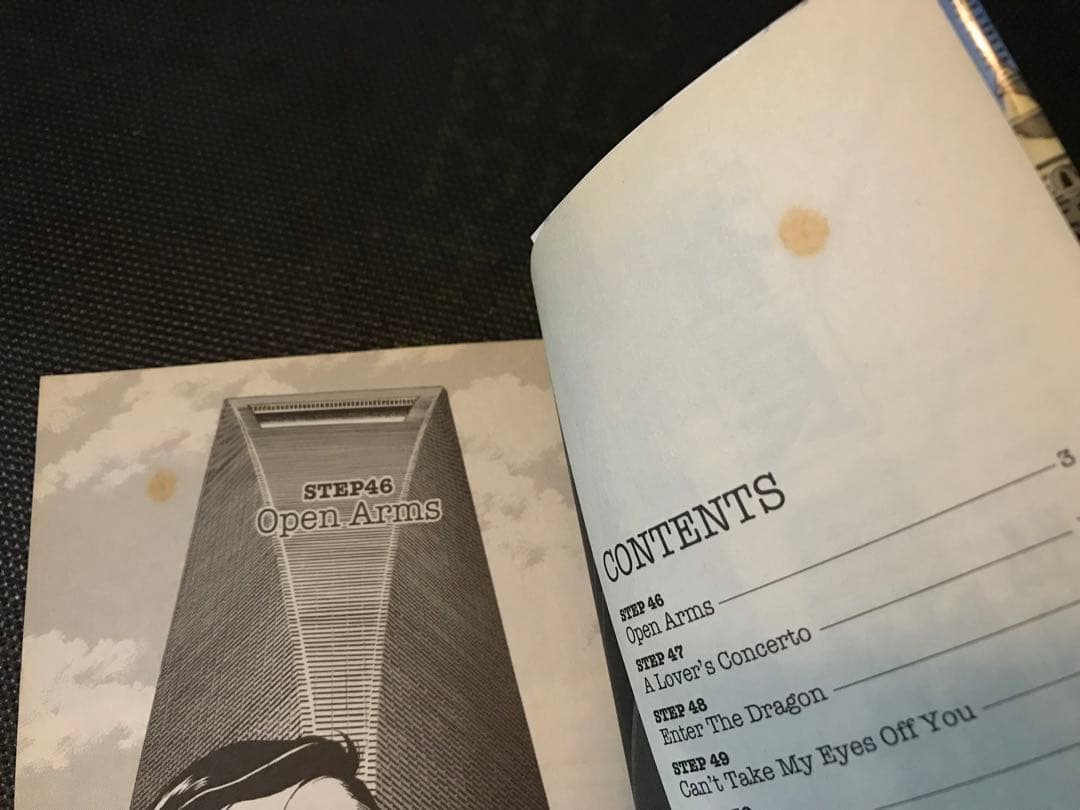 STEP46
Open Arms
CONTENTS
STEP 46
Open Arms 3
STEP 47
A Lover's Concerto
STEP 48
Enter The Dragon
STEP 49
Can't Take My Eyes Off You